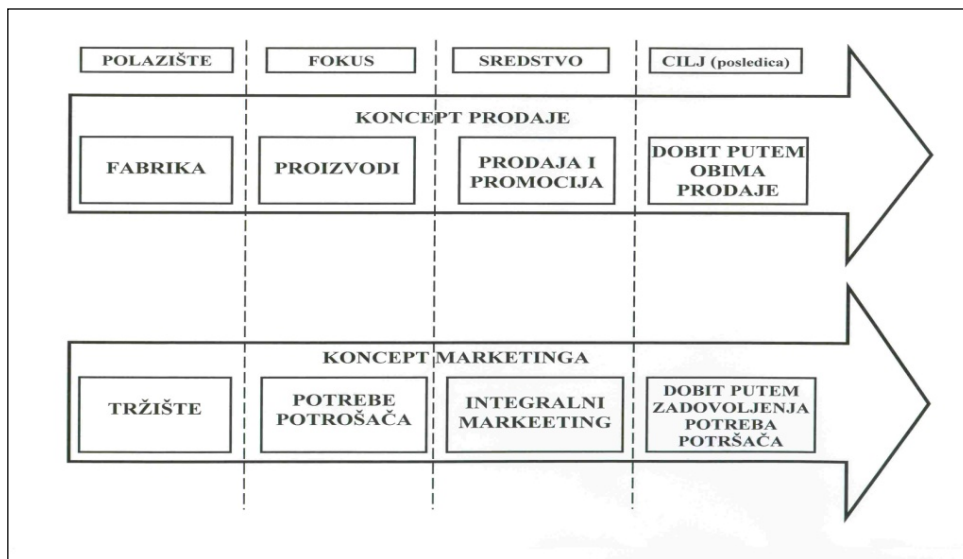 POLAZIŠTE
FOKUS
SREDSTVO
CILJ (posledica)
KONCEPT PRODAJE
FABRIKA
PROIZVODI
PRODAJA I
PROMOCIJA
DOBIT PUTEM
OBIMA
PRODAJE
KONCEPT MARKETINGA
TRŽIŠTE
POTREBE
POTROŠAČA
INTEGRALNI
MARKEETING
DOBIT PUTEM
ZADOVOLJENJA
POTREBA
POTRŠAČA